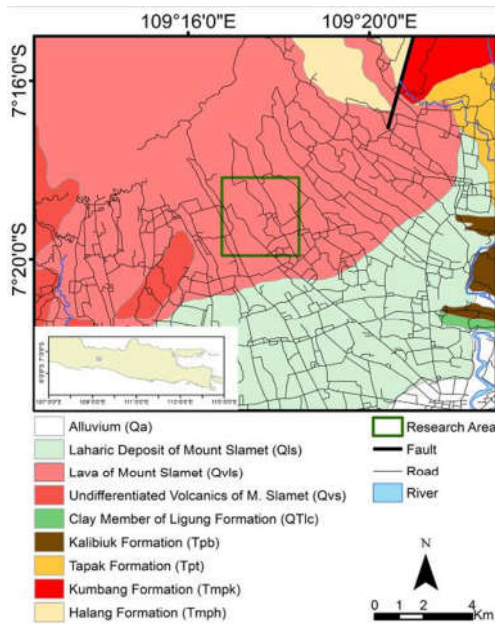 109°16'0"E
109°20'0"E
7°16'0"S
7°20'0"S
Alluvium (Qa)
Laharic Deposit of Mount Slamet (Qls)
Lava of Mount Slamet (Qvls)
Undifferentiated Volcanics of M. Slamet (Qvs)
Clay Member of Ligung Formation (QTlc)
Kalibiuk Formation (Tpb)
Tapak Formation (Tpt)
Kumbang Formation (Tmpk)
Halang Formation (Tmph)
Research Area
Fault
Road
River
N
0 1 2 4
Km